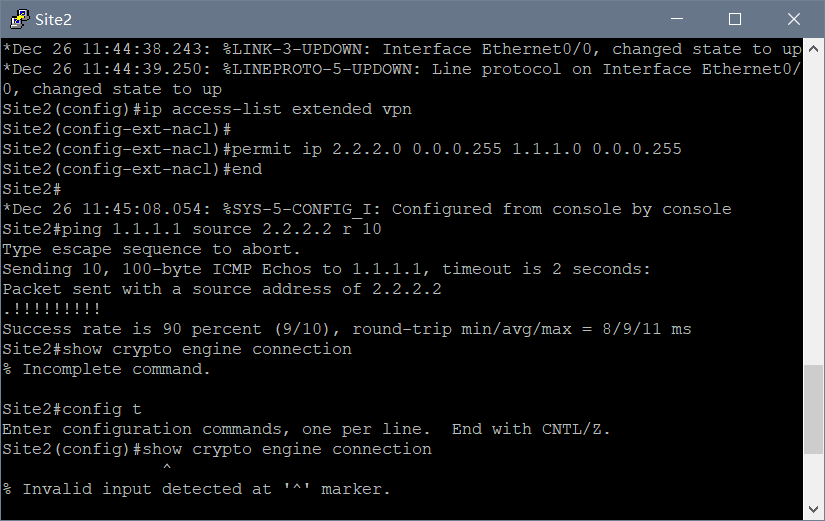 Site2
*Dec 26 11:44:38.243: %LINK-3-UPDOWN: Interface Ethernet0/0, changed state to up
*Dec 26 11:44:39.250: %LINEPROTO-5-UPDOWN: Line protocol on Interface Ethernet0/
0, changed state to up
Site2(config)#ip access-list extended vpn
Site2(config-ext-nacl)#
Site2(config-ext-nacl)#permit ip 2.2.2.0 0.0.0.255 1.1.1.0 0.0.0.255
Site2(config-ext-nacl)#end
Site2#
*Dec 26 11:45:08.054: %SYS-5-CONFIG_I: Configured from console by console
Site2#ping 1.1.1.1 source 2.2.2.2 r 10
Type escape sequence to abort.
Sending 10, 100-byte ICMP Echos to 1.1.1.1, timeout is 2 seconds:
Packet sent with a source address of 2.2.2.2
.!!!!!!!!!
Success rate is 90 percent (9/10), round-trip min/avg/max = 8/9/11 ms
Site2#show crypto engine connection
% Incomplete command.
Site2#config t
Enter configuration commands, one per line.  End with CNTL/Z.
Site2(config)#show crypto engine connection
                ^
% Invalid input detected at '^' marker.